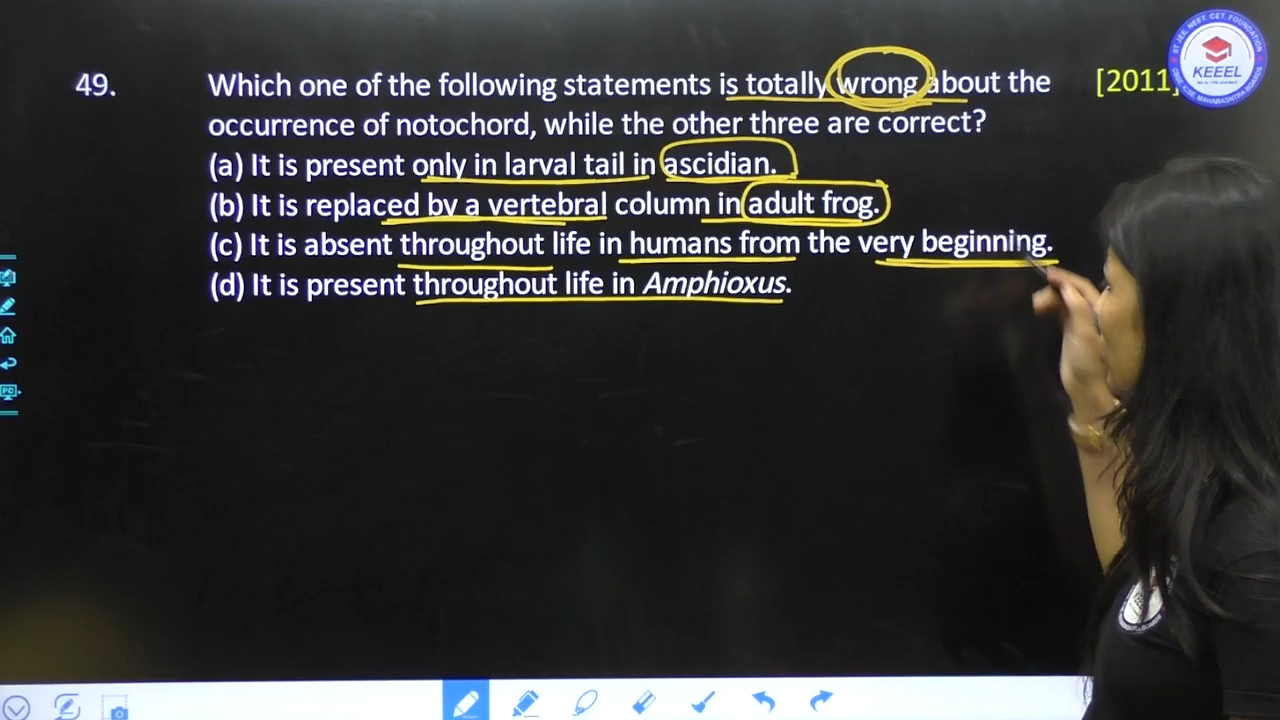 49. Which one of the following statements is totally wrong about the [2011]
occurrence of notochord, while the other three are correct?
(a) It is present only in larval tail in ascidian.
(b) It is replaced by a vertebral column in adult frog.
(c) It is absent throughout life in humans from the very beginning.
(d) It is present throughout life in Amphioxus.
KEEEL
PC